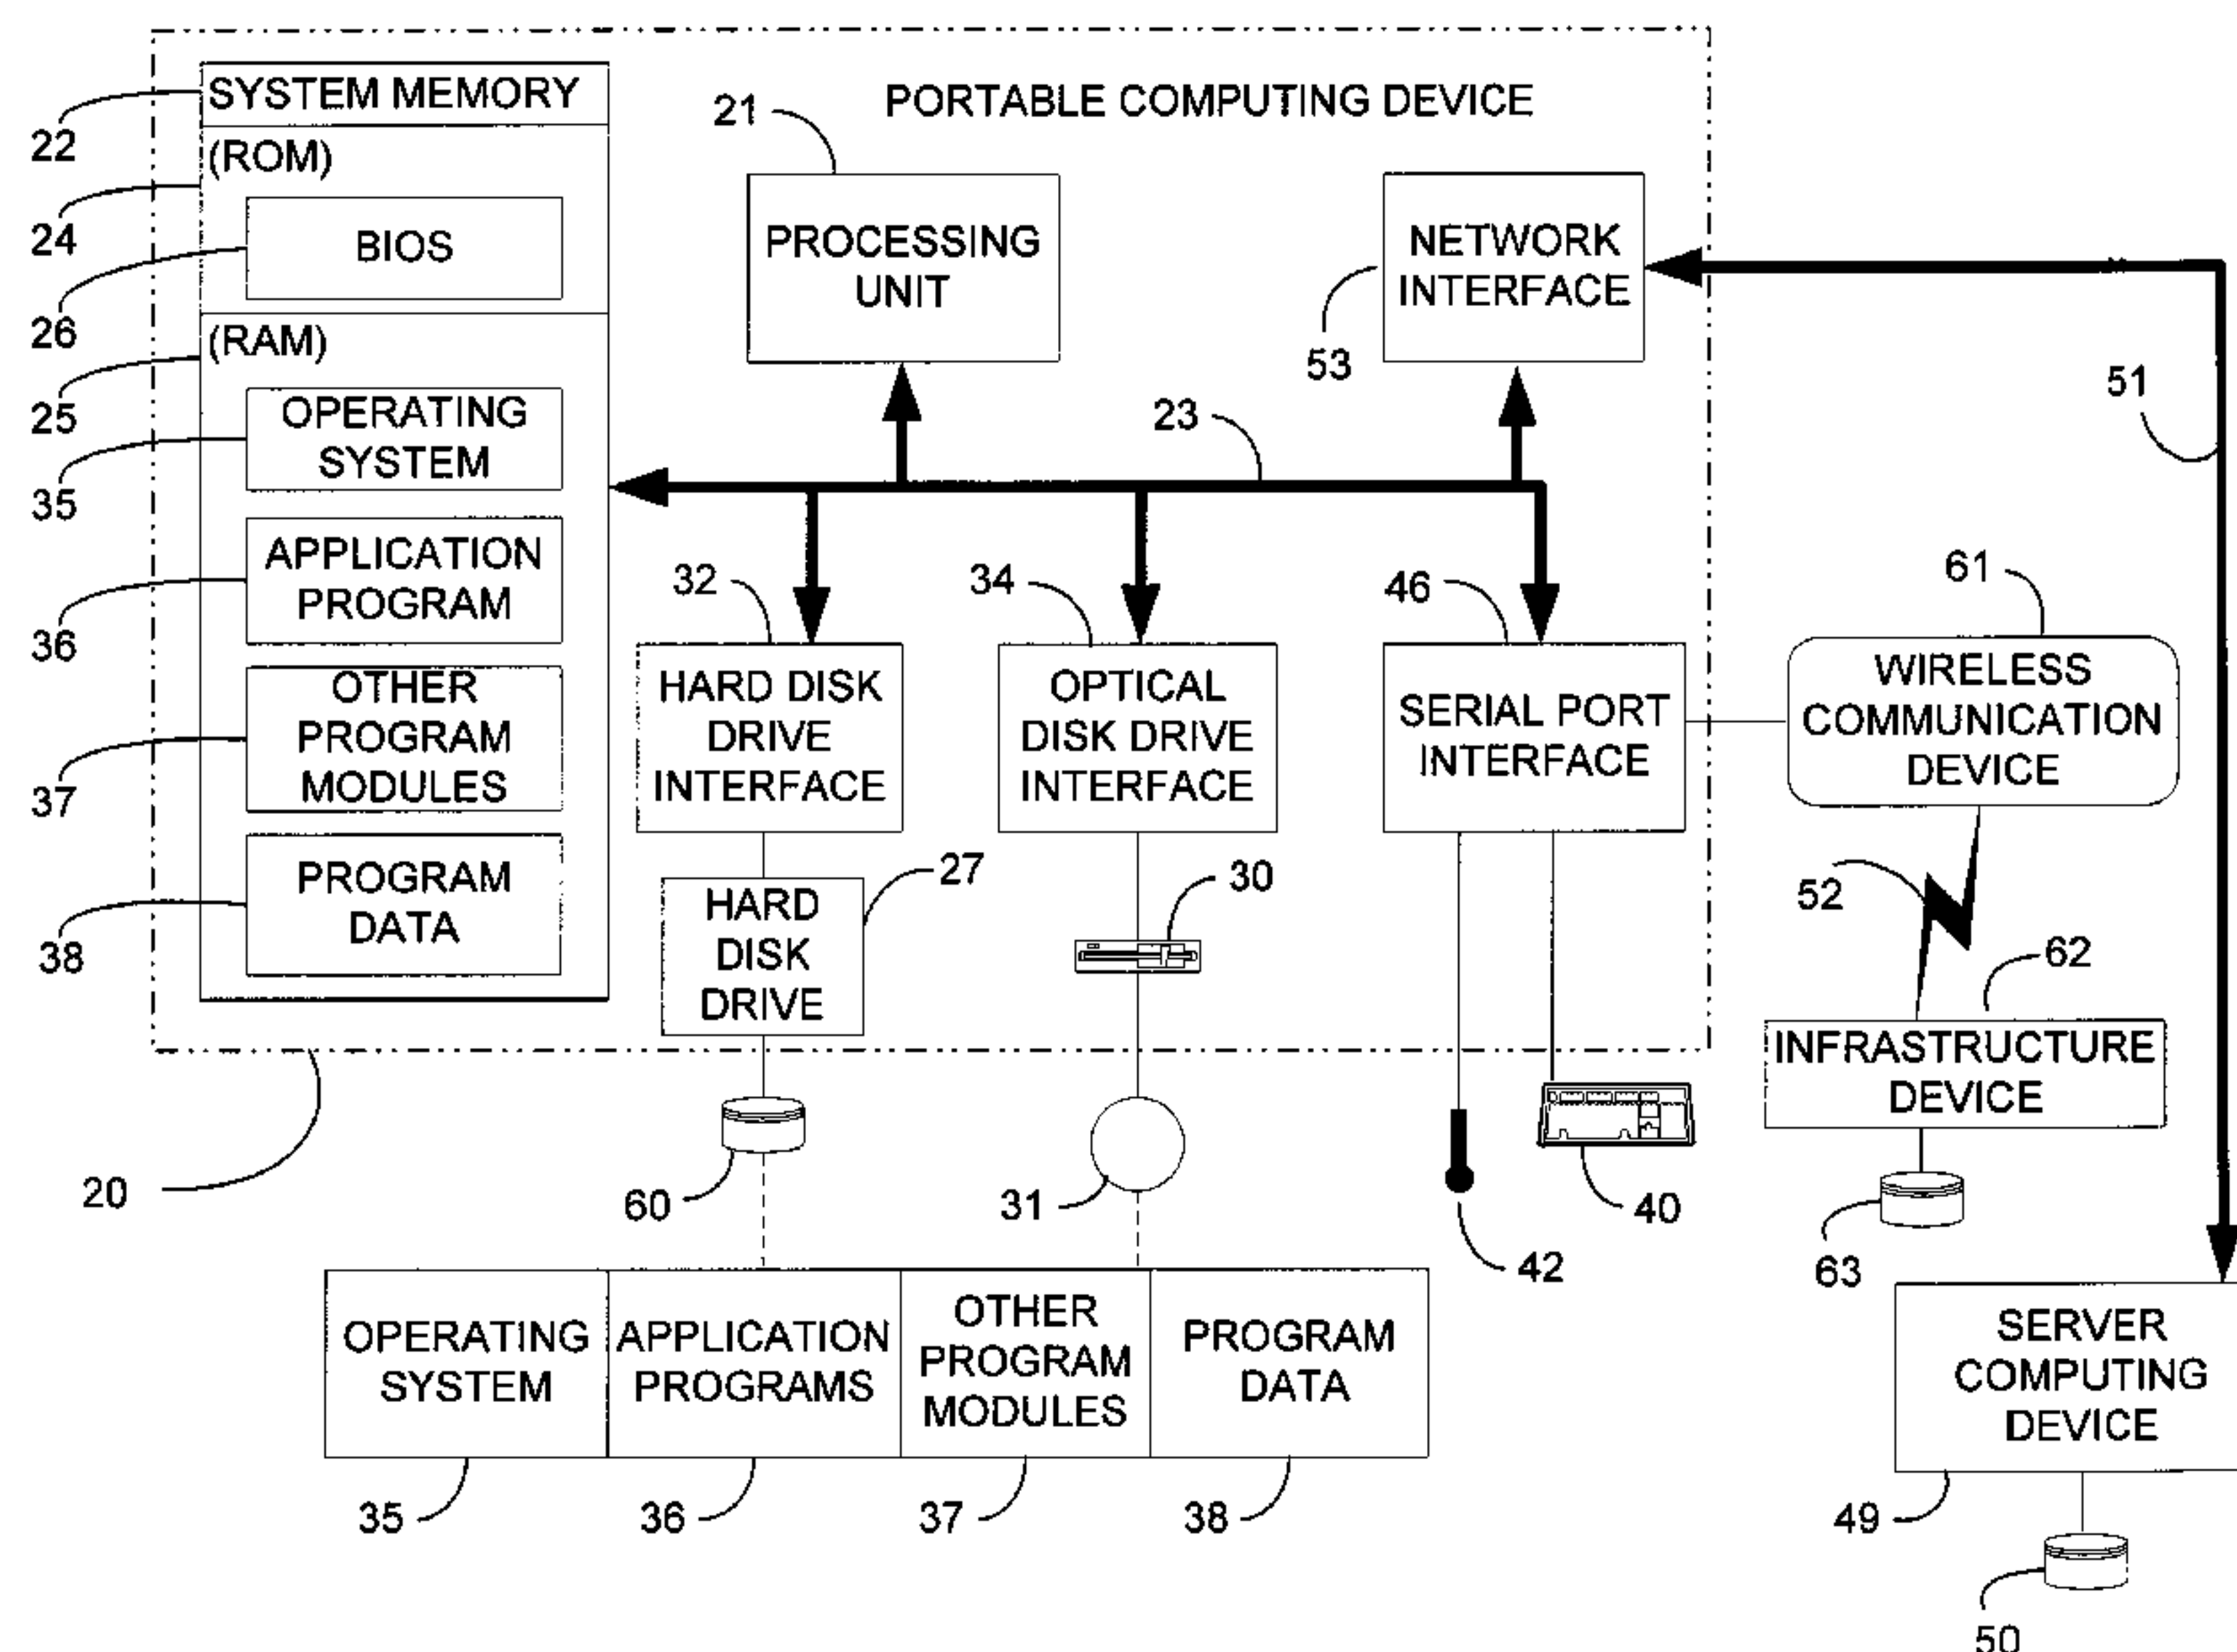 SYSTEM MEMORY
22
(ROM)
24
BIOS
26
(RAM)
25
OPERATING
SYSTEM
35
APPLICATION
PROGRAM
36
OTHER
PROGRAM
MODULES
37
PROGRAM
DATA
38
PORTABLE COMPUTING DEVICE
21
PROCESSING
UNIT
NETWORK
INTERFACE
53
23
51
32
HARD DISK
DRIVE
INTERFACE
34
OPTICAL
DISK DRIVE
INTERFACE
46
SERIAL PORT
INTERFACE
61
WIRELESS
COMMUNICATION
DEVICE
27
HARD
DISK
DRIVE
30
52
62
INFRASTRUCTURE
DEVICE
20
60
31
42
40
63
OPERATING
SYSTEM
APPLICATION
PROGRAMS
OTHER
PROGRAM
MODULES
PROGRAM
DATA
35
36
37
38
SERVER
COMPUTING
DEVICE
49
50